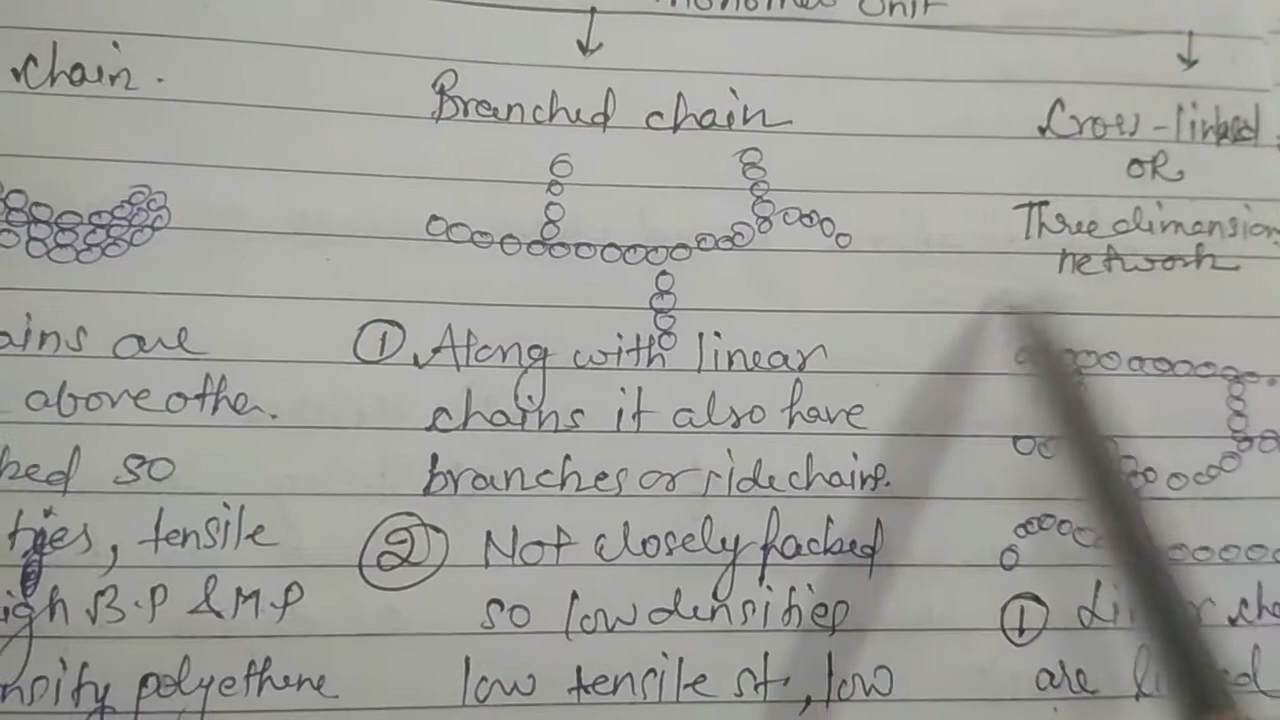 Unit
chain.
Branched chain
Cross-linked
OR
Three dimension
network
ains are
above other.
ked so
ties, tensile
igh B.P & M.P
nsity polyethene
① Along with linear
chains it also have
branches or side chains.
② Not closely packed
so low densities
low tensile st., low
①
are